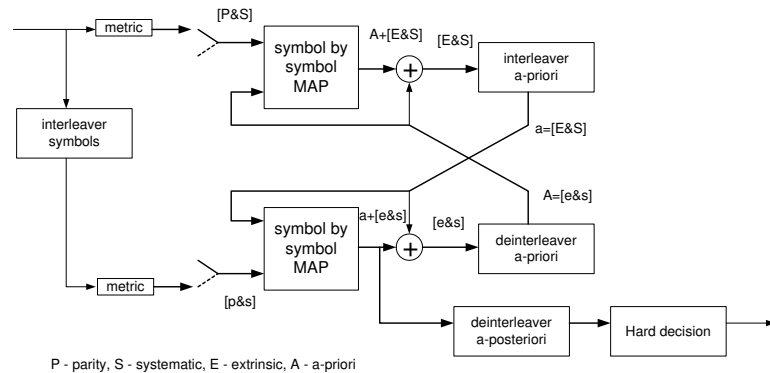 [P&S]
metric
A+[E&S]
[E&S]
symbol by
symbol
MAP
+
interleaver
a-priori
interleaver
symbols
a=[E&S]
A=[e&s]
a+[e&s]
[e&s]
symbol by
symbol
MAP
+
deinterleaver
a-priori
metric
[p&s]
deinterleaver
a-posteriori
Hard decision
P - parity, S - systematic, E - extrinsic, A - a-priori